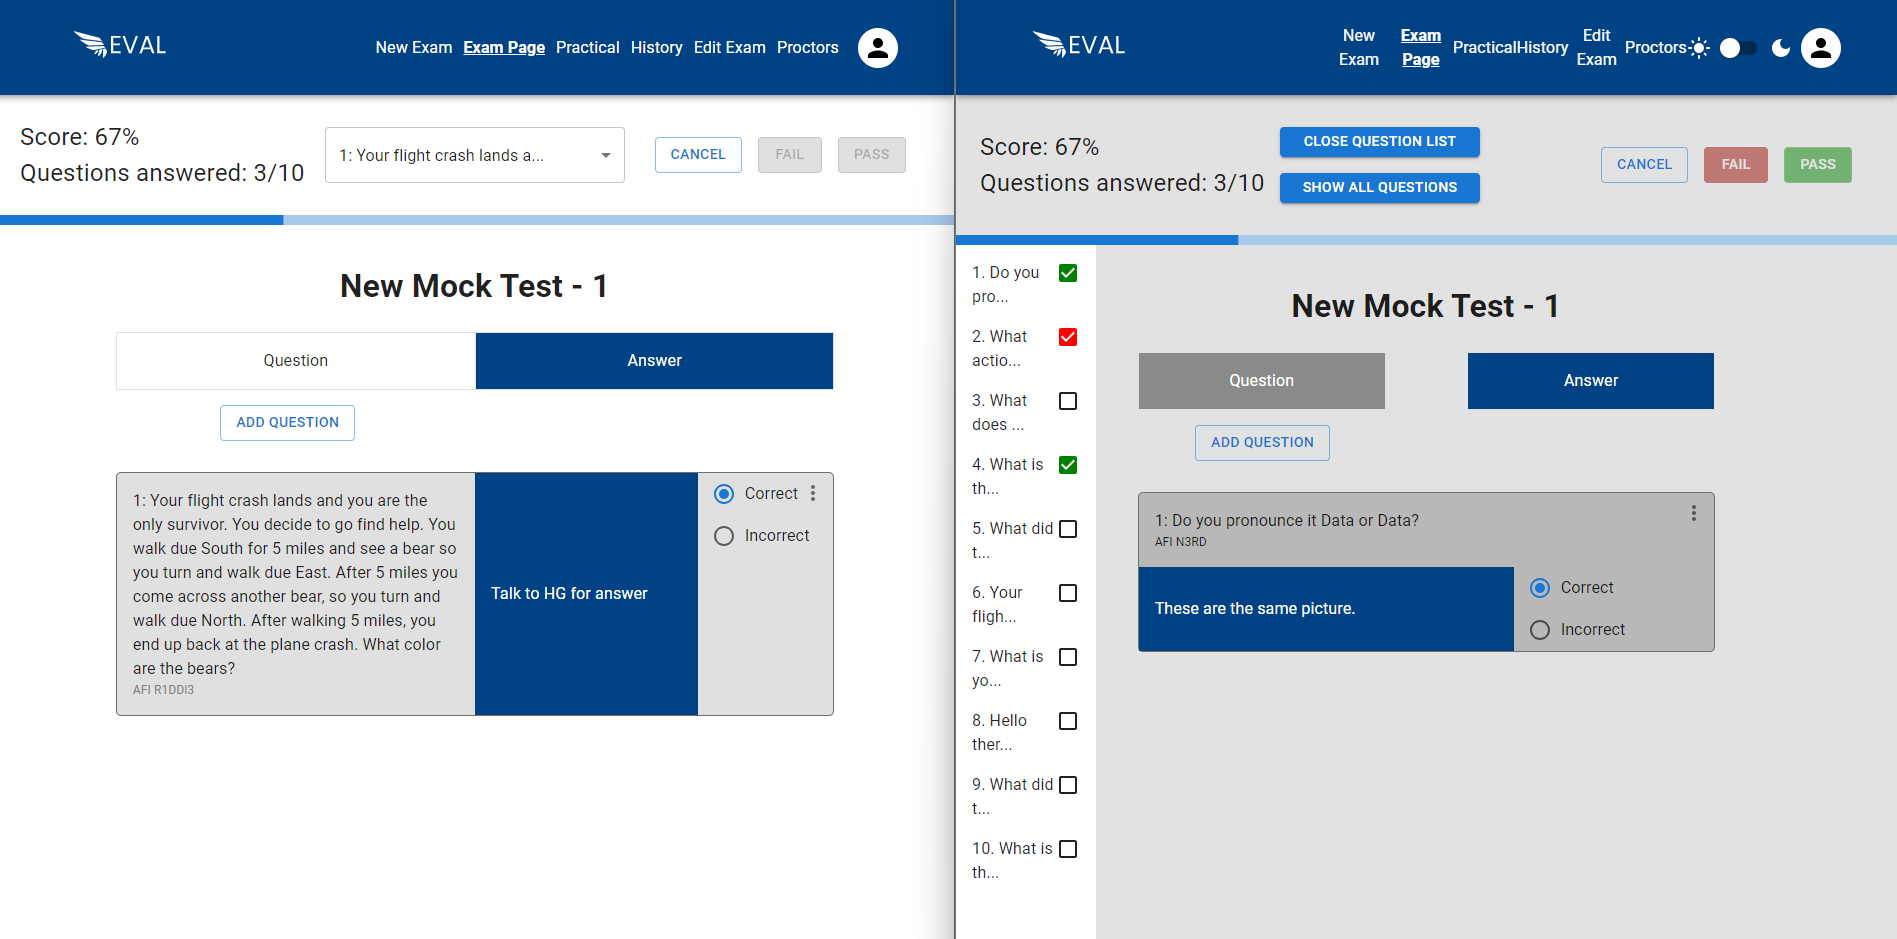 EVAL
New Exam Exam Page Practical History Edit Exam Proctors
Score: 67%
Questions answered: 3/10
1: Your flight crash lands a...
CANCEL
FAIL
PASS
New Mock Test - 1
Question
Answer
ADD QUESTION
1: Your flight crash lands and you are the
only survivor. You decide to go find help. You
walk due South for 5 miles and see a bear so
you turn and walk due East. After 5 miles you
come across another bear, so you turn and
walk due North. After walking 5 miles, you
end up back at the plane crash. What color
are the bears?
AFI R1DDI3
Talk to HG for answer
Correct
Incorrect
EVAL
New
Exam
Exam
Page
Practical
History
Edit
Exam
Proctors
Score: 67%
Questions answered: 3/10
CLOSE QUESTION LIST
SHOW ALL QUESTIONS
CANCEL
FAIL
PASS
1. Do you
pro...
2. What
actio...
3. What
does ...
4. What is
th...
5. What did
t...
6. Your
fligh...
7. What is
yo...
8. Hello
ther...
9. What did
t...
10. What is
th...
New Mock Test - 1
Question
Answer
ADD QUESTION
1: Do you pronounce it Data or Data?
AFI N3RD
These are the same picture.
Correct
Incorrect